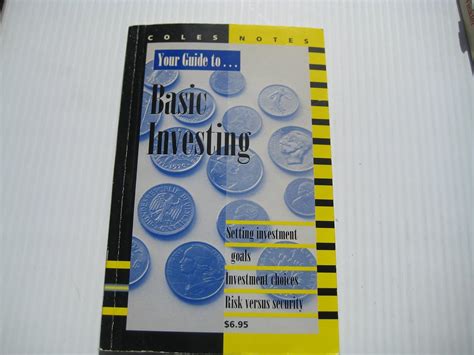 COLES NOTES
Your Guide to...
Basic
Investing
Setting investment
goals
Investment choices
Risk versus security
$6.95